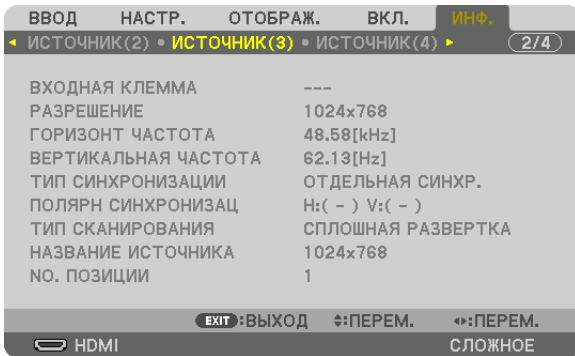 ВВОД НАСТР. ОТОБРАЖ. ВКЛ. ИНФ.
ИСТОЧНИК(2) • ИСТОЧНИК(3) • ИСТОЧНИК(4) 2/4
ВХОДНАЯ КЛЕММА ---
РАЗРЕШЕНИЕ 1024x768
ГОРИЗОНТ ЧАСТОТА 48.58[kHz]
ВЕРТИКАЛЬНАЯ ЧАСТОТА 62.13[Hz]
ТИП СИНХРОНИЗАЦИИ ОТДЕЛЬНАЯ СИНХР.
ПОЛЯРН СИНХРОНИЗАЦ H:( - ) V:( - )
ТИП СКАНИРОВАНИЯ СПЛОШНАЯ РАЗВЕРТКА
НАЗВАНИЕ ИСТОЧНИКА 1024x768
NO. ПОЗИЦИИ 1
EXIT :ВЫХОД :ПЕРЕМ. :ПЕРЕМ.
HDMI СЛОЖНОЕ